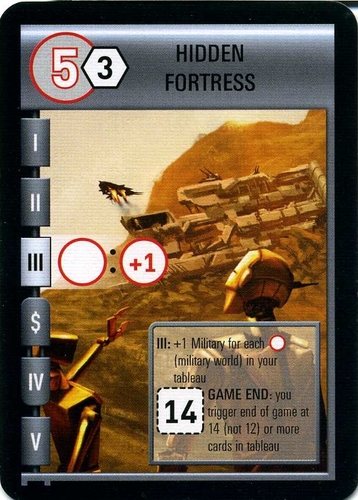 5 3
HIDDEN
FORTRESS
I
II
III
: +1
$
IV
V
III: +1 Military for each
(military world) in your
tableau
14
GAME END: you
trigger end of game at
14 (not 12) or more
cards in tableau